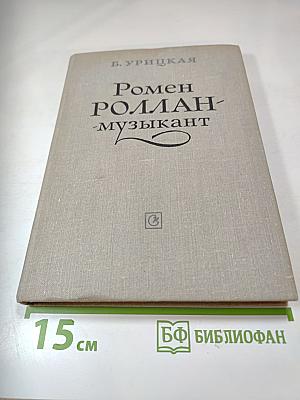 Б. УРИЦКАЯ
Ромен
РОЛЛАН-
-музыкант
15 см
БФ БИБЛИОФАН